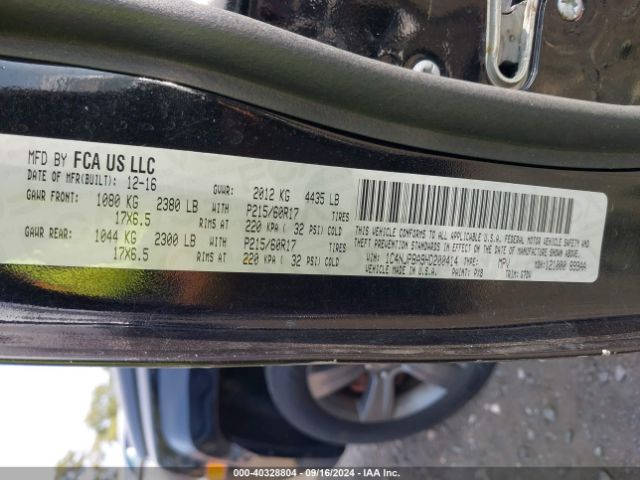 MFD BY FCA US LLC
DATE OF MFR(BUILT): 12-16 GVWR: 2012 KG 4435 LB
GAWR FRONT: 1080 KG 2380 LB WITH P215/60R17 TIRES
17X6.5 RIMS AT 220 KPA ( 32 PSI) COLD
GAWR REAR: 1044 KG 2300 LB WITH P215/60R17 TIRES
17X6.5 RIMS AT 220 KPA ( 32 PSI) COLD
THIS VEHICLE CONFORMS TO ALL APPLICABLE U.S. FEDERAL MOTOR VEHICLE SAFETY AND
THEFT PREVENTION STANDARDS IN EFFECT ON THE DATE OF MANUFACTURE SHOWN ABOVE.
VIN: 1C4NJPBA8HD200414 TYPE: MPV MDH:
PAINT: TRIM:
000-40328804 - 09/16/2024 - IAA Inc.